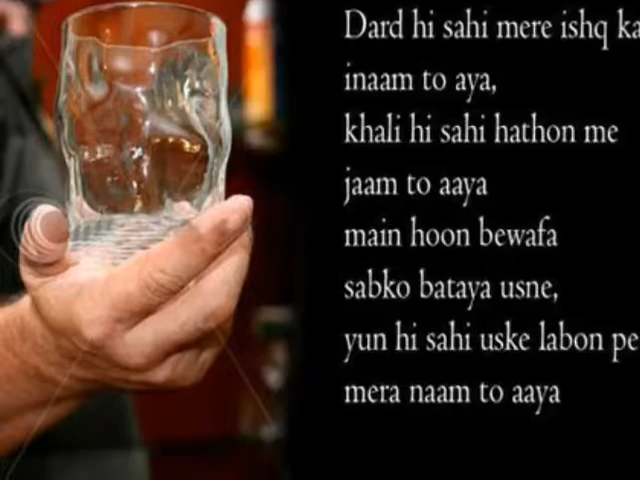 Dard hi sahi mere ishq ka
inaam to aya,
khali hi sahi hathon me
jaam to aaya
main hoon bewafa
sabko bataya usne,
yun hi sahi uske labon pe
mera naam to aaya